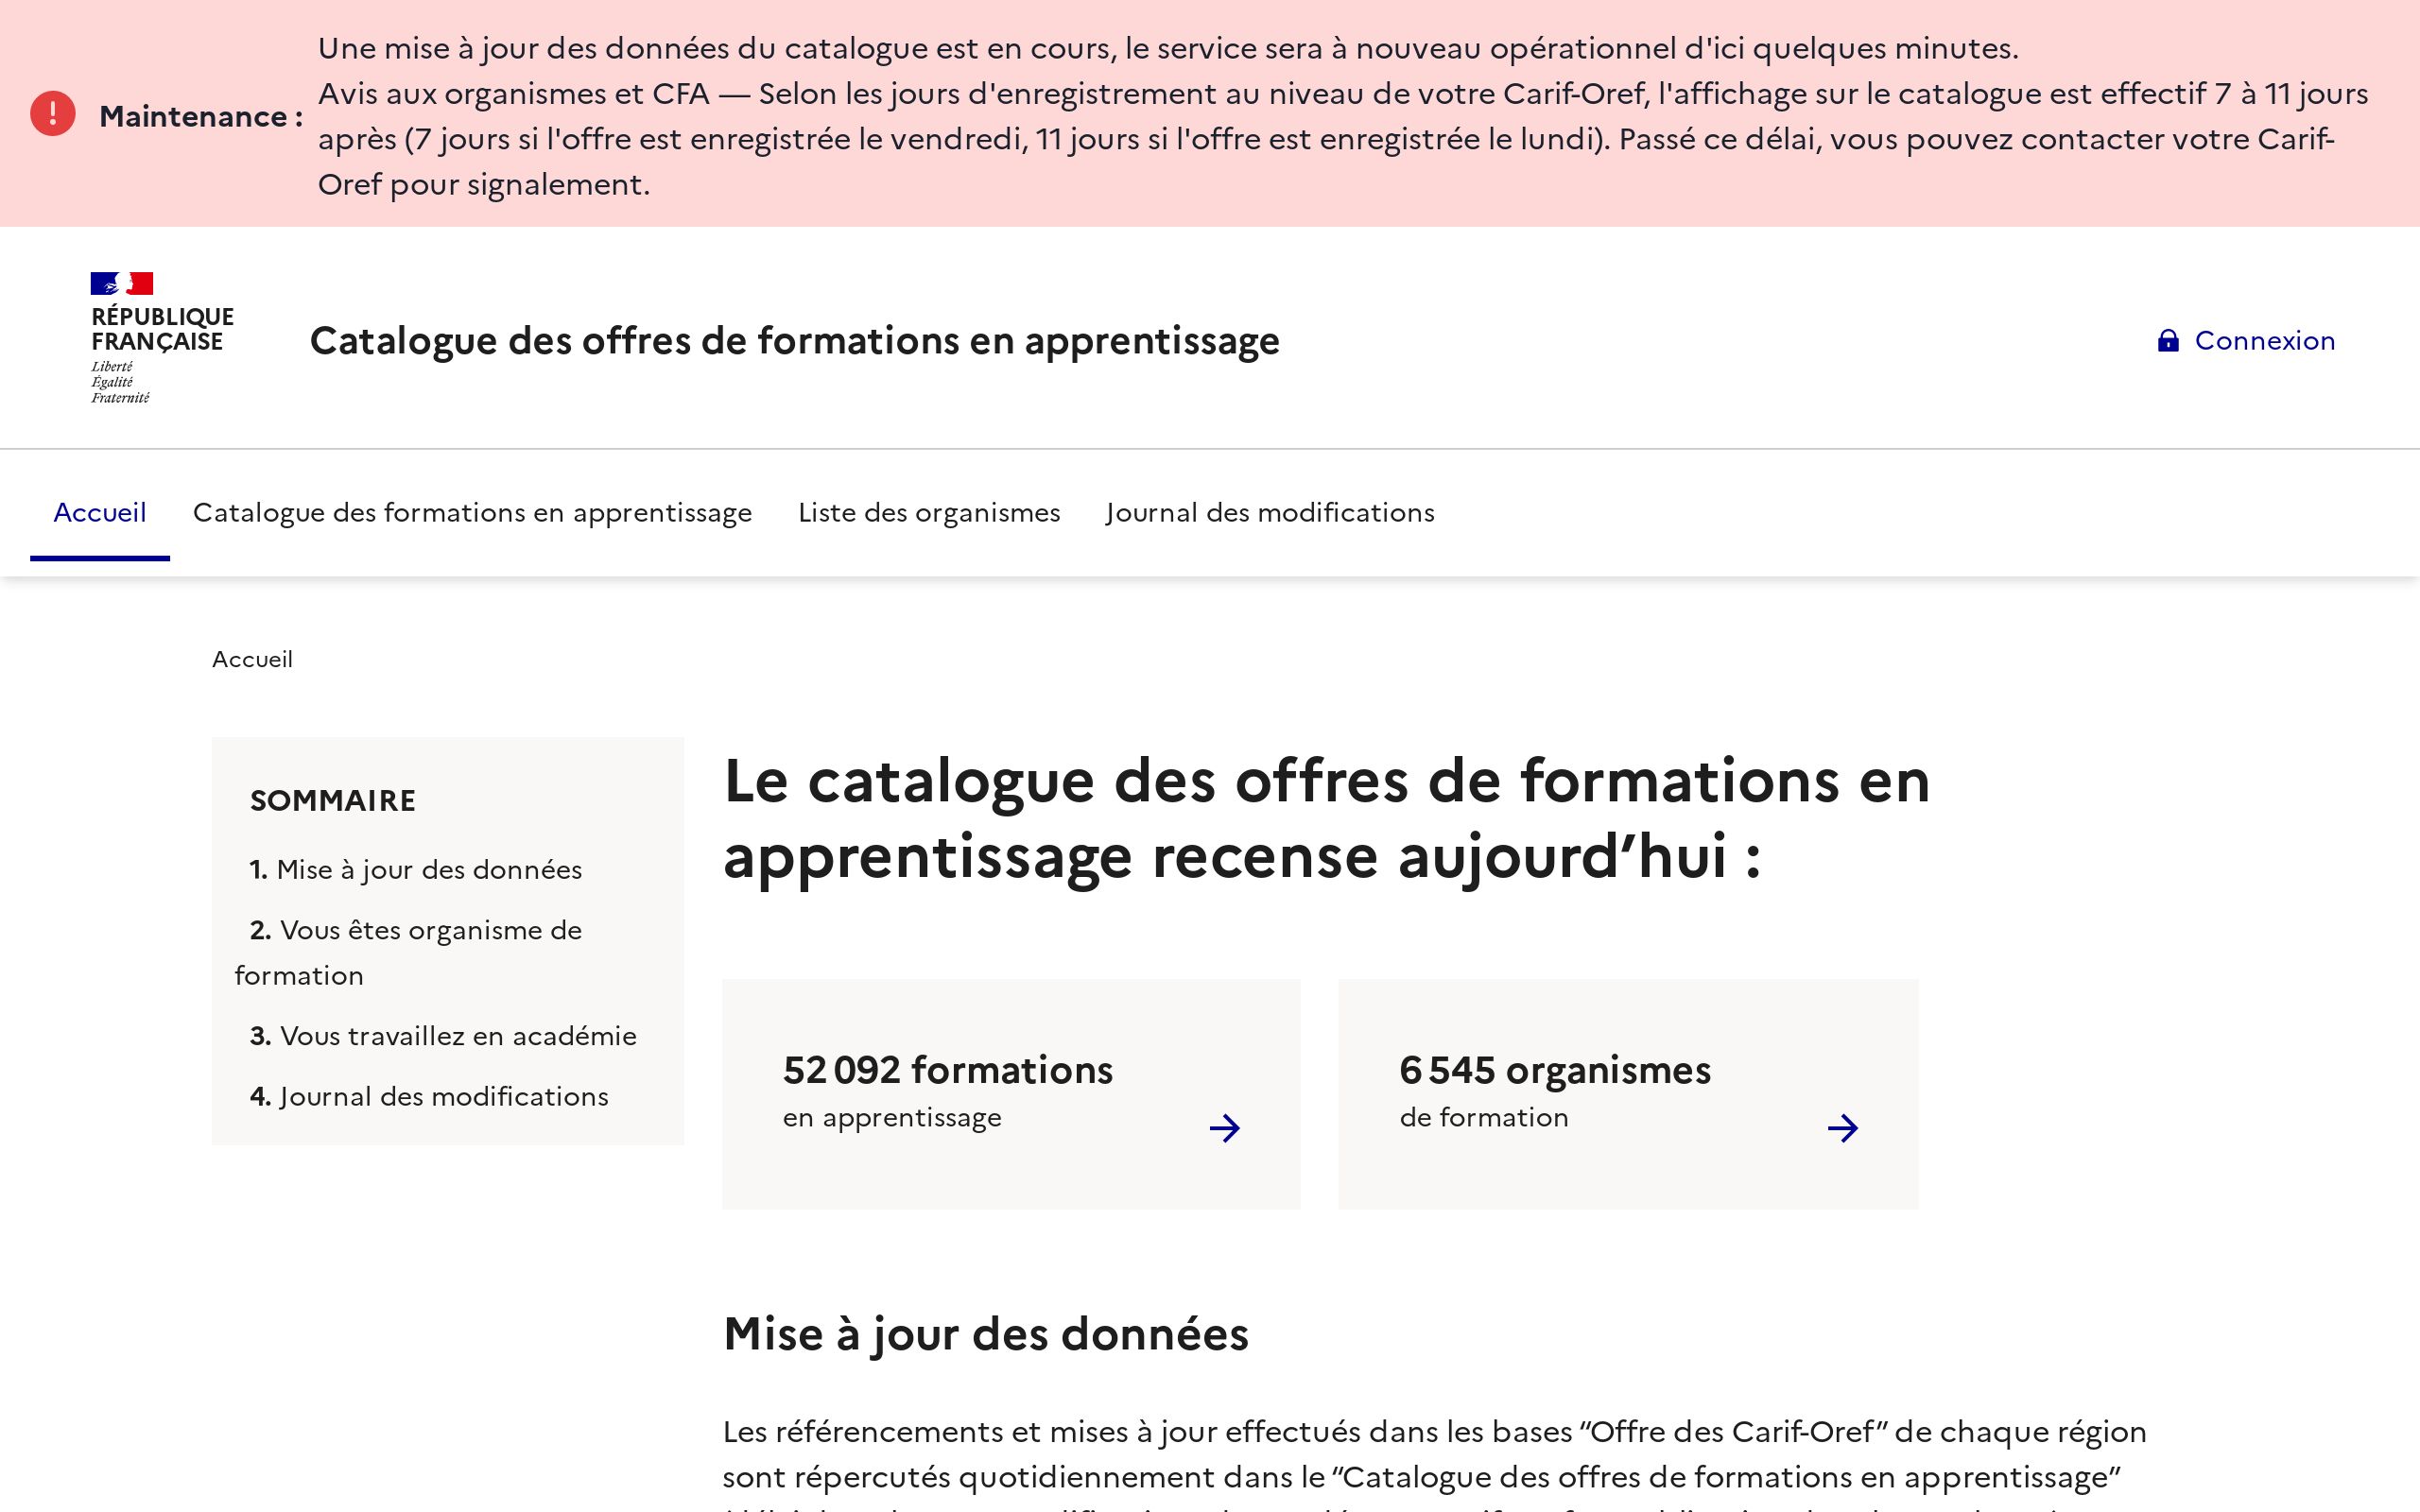 Une mise à jour des données du catalogue est en cours, le service sera à nouveau opérationnel d'ici quelques minutes.
Maintenance :
Avis aux organismes et CFA — Selon les jours d'enregistrement au niveau de votre Carif-Oref, l'affichage sur le catalogue est effectif 7 à 11 jours
après (7 jours si l'offre est enregistrée le vendredi, 11 jours si l'offre est enregistrée le lundi). Passé ce délai, vous pouvez contacter votre Carif-
Oref pour signalement.
RÉPUBLIQUE
FRANÇAISE
Liberté
Égalité
Fraternité
Catalogue des offres de formations en apprentissage
Connexion
Accueil
Catalogue des formations en apprentissage
Liste des organismes
Journal des modifications
Accueil
SOMMAIRE
1. Mise à jour des données
2. Vous êtes organisme de
formation
3. Vous travaillez en académie
4. Journal des modifications
Le catalogue des offres de formations en
apprentissage recense aujourd’hui :
52 092 formations
en apprentissage
6 545 organismes
de formation
Mise à jour des données
Les référencements et mises à jour effectués dans les bases “Offre des Carif-Oref” de chaque région
sont répercutés quotidiennement dans le “Catalogue des offres de formations en apprentissage”